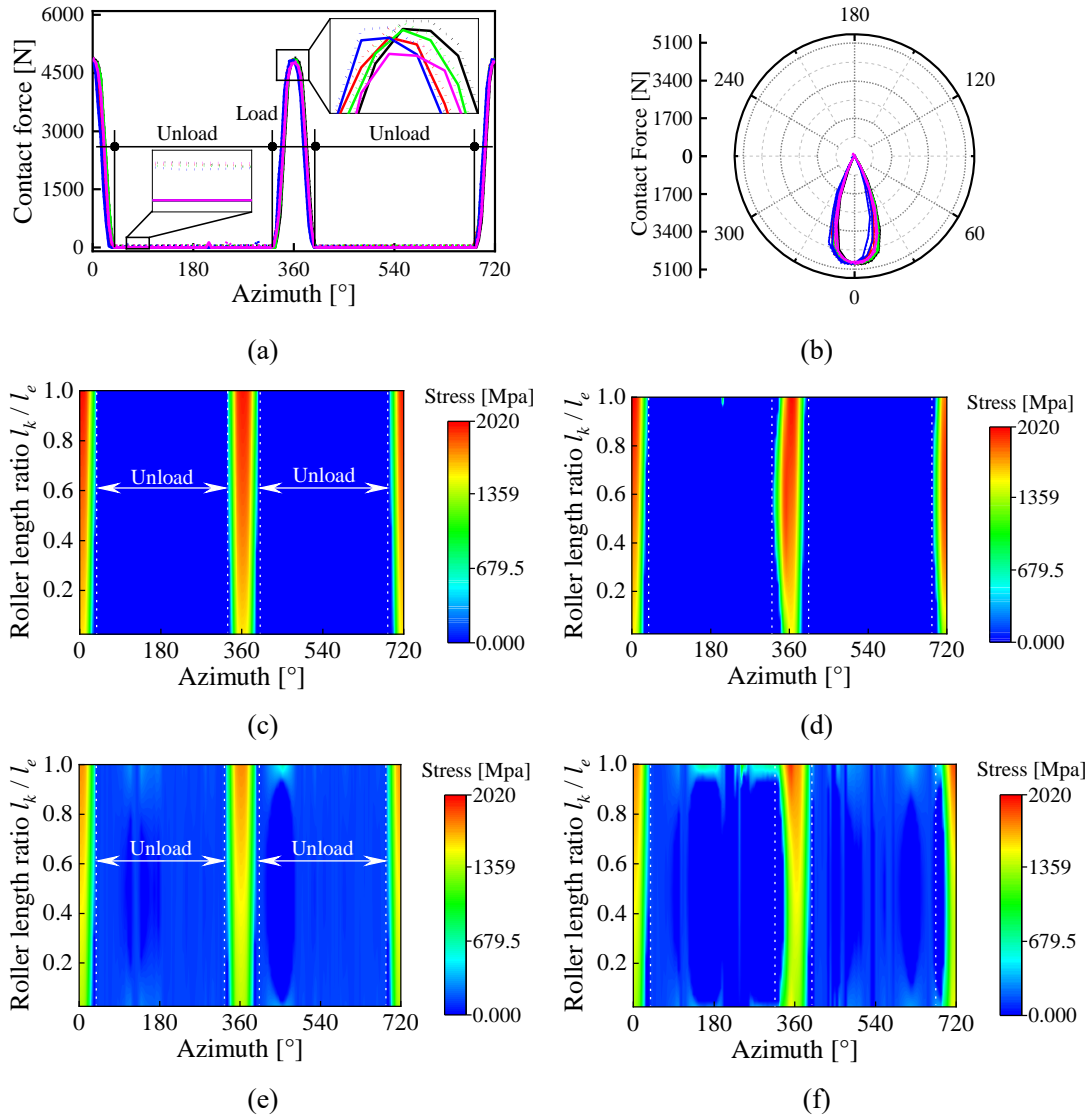 6000
4500
3000
1500
0
Contact force [N]
Unload
Load
Unload
0 180 360 540 720
Azimuth [°]
(a)
180
240 120
300 60
0
5100
3400
1700
0
1700
3400
5100
Contact Force [N]
(b)
1.0
0.8
0.6
0.4
0.2
Roller length ratio l_k / l_e
Unload Unload
0 180 360 540 720
Azimuth [°]
Stress [Mpa]
2020
1359
679.5
0.000
(c)
1.0
0.8
0.6
0.4
0.2
Roller length ratio l_k / l_e
0 180 360 540 720
Azimuth [°]
Stress [Mpa]
2020
1359
679.5
0.000
(d)
1.0
0.8
0.6
0.4
0.2
Roller length ratio l_k / l_e
Unload Unload
0 180 360 540 720
Azimuth [°]
Stress [Mpa]
2020
1359
679.5
0.000
(e)
1.0
0.8
0.6
0.4
0.2
Roller length ratio l_k / l_e
0 180 360 540 720
Azimuth [°]
Stress [Mpa]
2020
1359
679.5
0.000
(f)